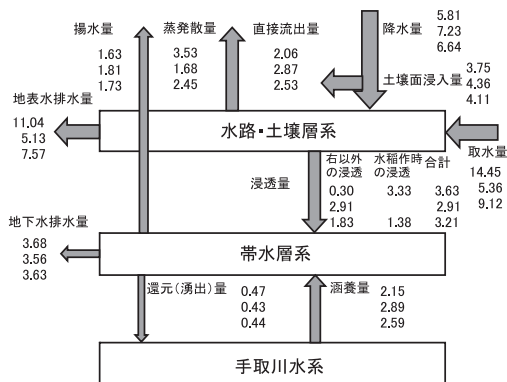 揚水量
1.63
1.81
1.73
蒸発散量
3.53
1.68
2.45
直接流出量
2.06
2.87
2.53
降水量
5.81
7.23
6.64
土壌面浸入量
3.75
4.36
4.11
地表水排水量
11.04
5.13
7.57
水路・土壌層系
取水量
14.45
5.36
9.12
浸透量
右以外
の浸透
0.30
2.91
1.83
水稲作時
の浸透
3.33
1.38
合計
3.63
2.91
3.21
地下水排水量
3.68
3.56
3.63
帯水層系
還元(湧出)量
0.47
0.43
0.44
涵養量
2.15
2.89
2.59
手取川水系